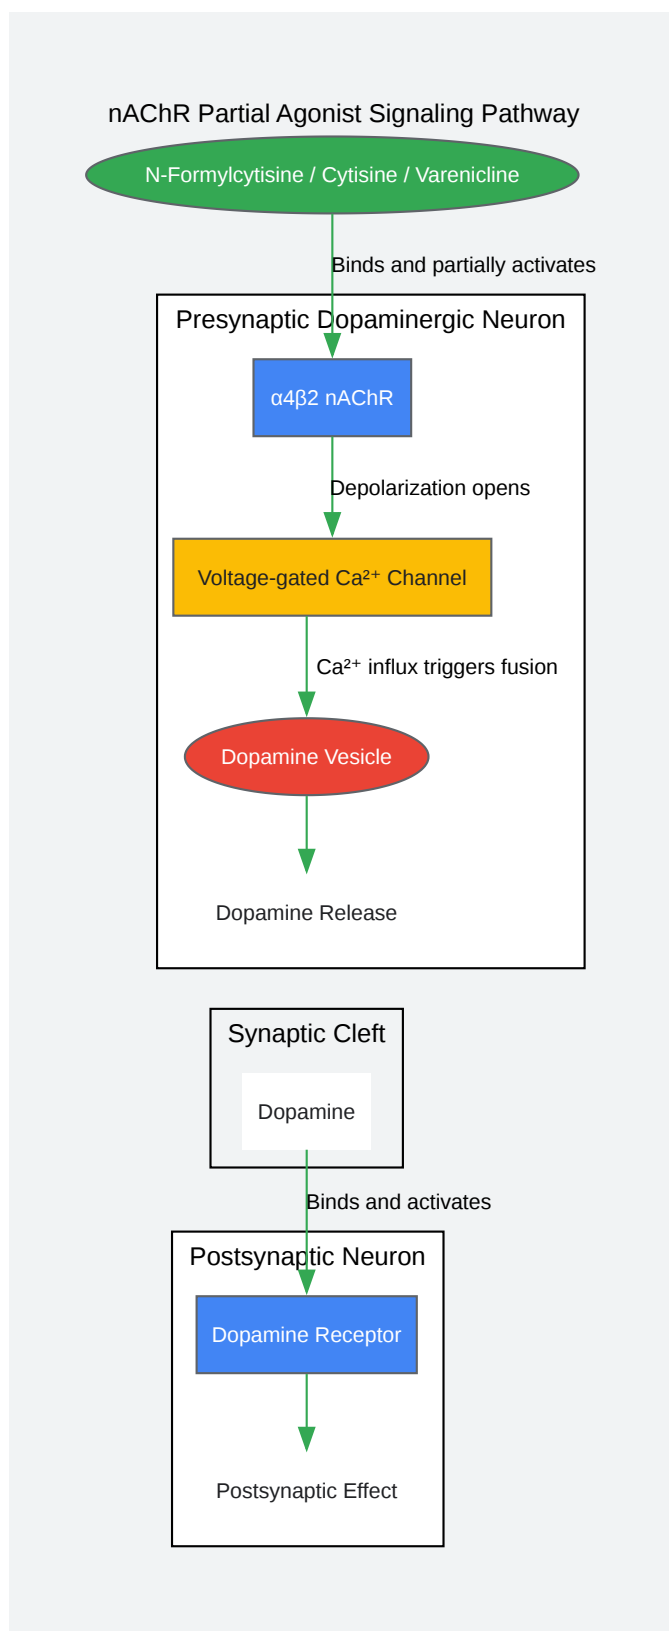 nAChR Partial Agonist Signaling Pathway
N-Formylcytisine / Cytisine / Varenicline
Binds and partially activates
Presynaptic Dopaminergic Neuron
α4β2 nAChR
Depolarization opens
Voltage-gated Ca²⁺ Channel
Ca²⁺ influx triggers fusion
Dopamine Vesicle
Dopamine Release
Synaptic Cleft
Dopamine
Binds and activates
Postsynaptic Neuron
Dopamine Receptor
Postsynaptic Effect